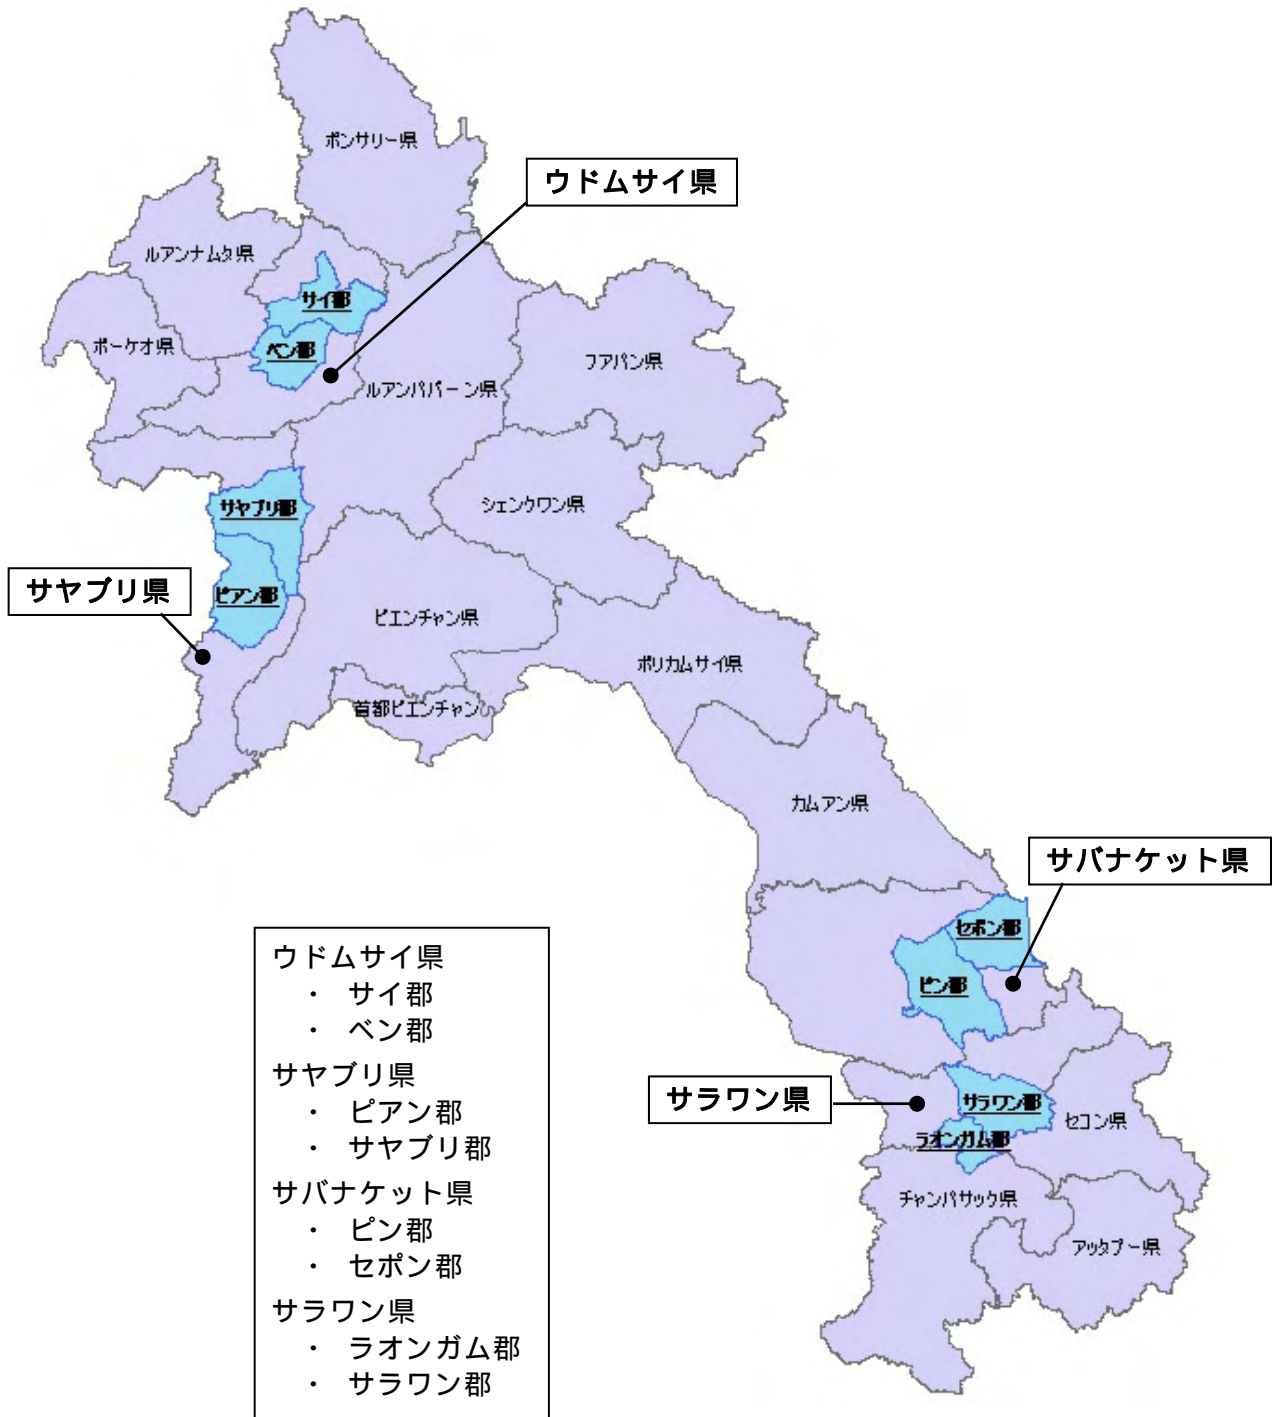 ポンサリー県
ウドムサイ県
ルアンナムタ県
サイ郡
ボーケオ県
ベン郡
フアパン県
ルアンパバーン県
サヤブリ郡
シェンクワン県
サヤブリ県
ピアン郡
ビエンチャン県
ボリカムサイ県
首都ビエンチャン
カムアン県
サバナケット県
セポン郡
ピン郡
サラワン県
サラワン郡
セコン県
ラオンガム郡
チャンパサック県
アッタプー県
ウドムサイ県
・ サイ郡
・ ベン郡
サヤブリ県
・ ピアン郡
・ サヤブリ郡
サバナケット県
・ ピン郡
・ セポン郡
サラワン県
・ ラオンガム郡
・ サラワン郡